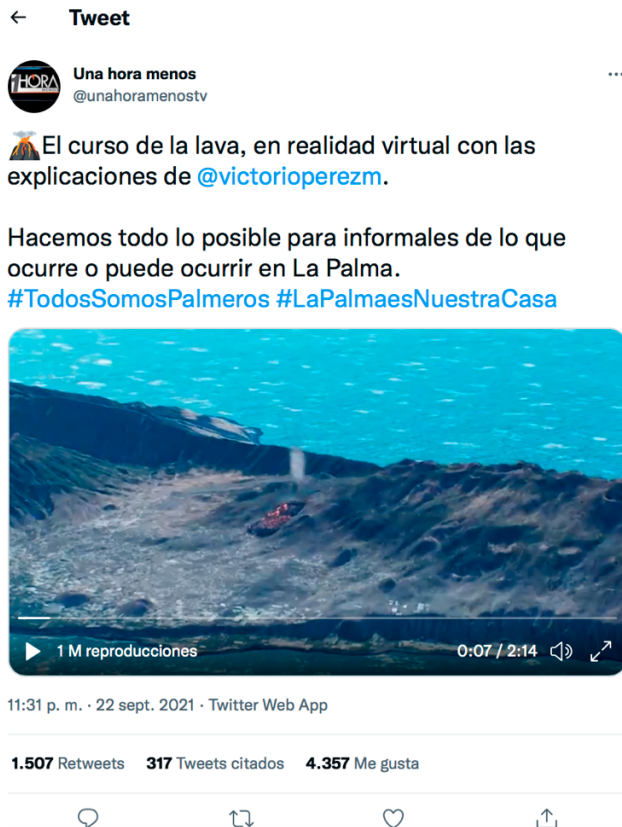 Tweet
1HORA
Una hora menos
@unahoramenostv
El curso de la lava, en realidad virtual con las
explicaciones de @victorioperezm.
Hacemos todo lo posible para informales de lo que
ocurre o puede ocurrir en La Palma.
#TodosSomosPalmeros #LaPalmaesNuestraCasa
1 M reproducciones
0:07 / 2:14
11:31 p. m. · 22 sept. 2021 · Twitter Web App
1.507 Retweets 317 Tweets citados 4.357 Me gusta